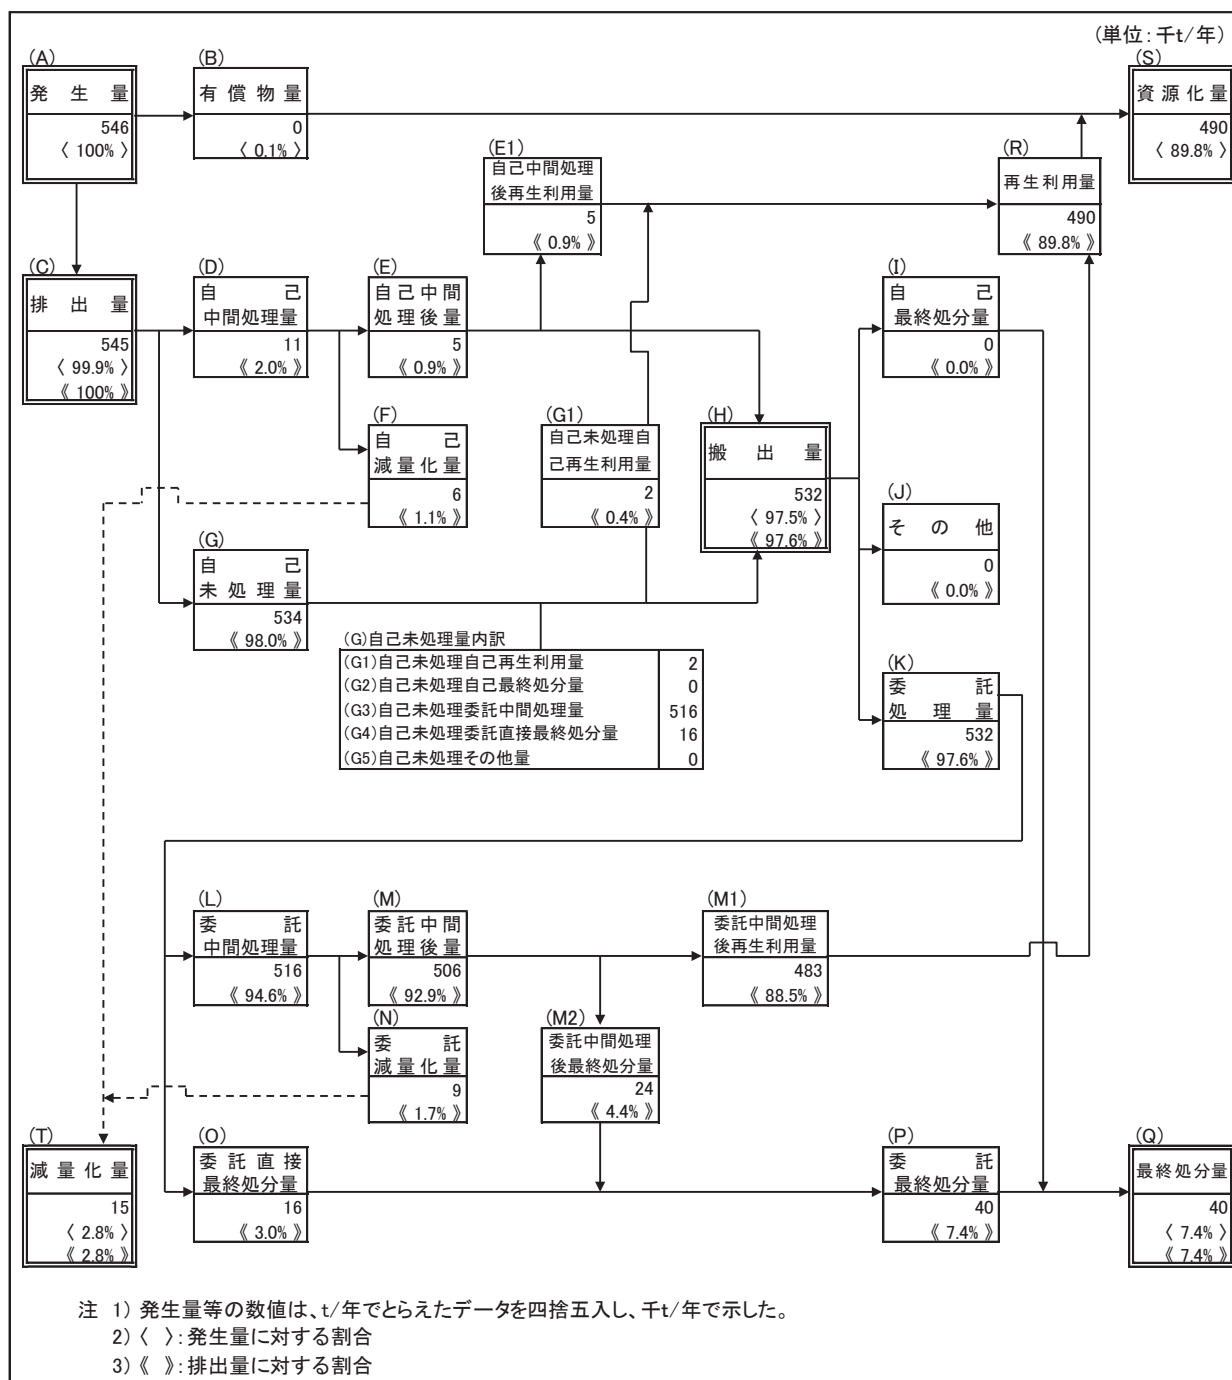 (単位：千t/年)
(A)
発生量
546
〈 100% 〉
(B)
有償物量
0
〈 0.1% 〉
(S)
資源化量
490
〈 89.8% 〉
(E1)
自己中間処理
後再生利用量
5
《 0.9% 》
(R)
再生利用量
490
《 89.8% 》
(C)
排出量
545
〈 99.9% 〉
《 100% 》
(D)
自己
中間処理量
11
《 2.0% 》
(E)
自己中間
処理後量
5
《 0.9% 》
(I)
自己
最終処分量
0
《 0.0% 》
(F)
自己
減量化量
6
《 1.1% 》
(G1)
自己未処理自
己再生利用量
2
《 0.4% 》
(H)
搬出量
532
〈 97.5% 〉
《 97.6% 》
(J)
その他
0
《 0.0% 》
(G)
自己
未処理量
534
《 98.0% 》
(G)自己未処理量内訳
(G1)自己未処理自己再生利用量 2
(G2)自己未処理自己最終処分量 0
(G3)自己未処理委託中間処理量 516
(G4)自己未処理委託直接最終処分量 16
(G5)自己未処理その他量 0
(K)
委託
処理量
532
《 97.6% 》
(L)
委託
中間処理量
516
《 94.6% 》
(M)
委託中間
処理後量
506
《 92.9% 》
(M1)
委託中間処理
後再生利用量
483
《 88.5% 》
(N)
委託
減量化量
9
《 1.7% 》
(M2)
委託中間処理
後最終処分量
24
《 4.4% 》
(T)
減量化量
15
〈 2.8% 〉
《 2.8% 》
(O)
委託直接
最終処分量
16
《 3.0% 》
(P)
委託
最終処分量
40
《 7.4% 》
(Q)
最終処分量
40
〈 7.4% 〉
《 7.4% 》
注 1) 発生量等の数値は、t/年でとらえたデータを四捨五入し、千t/年で示した。
2) 〈 〉：発生量に対する割合
3) 《 》：排出量に対する割合